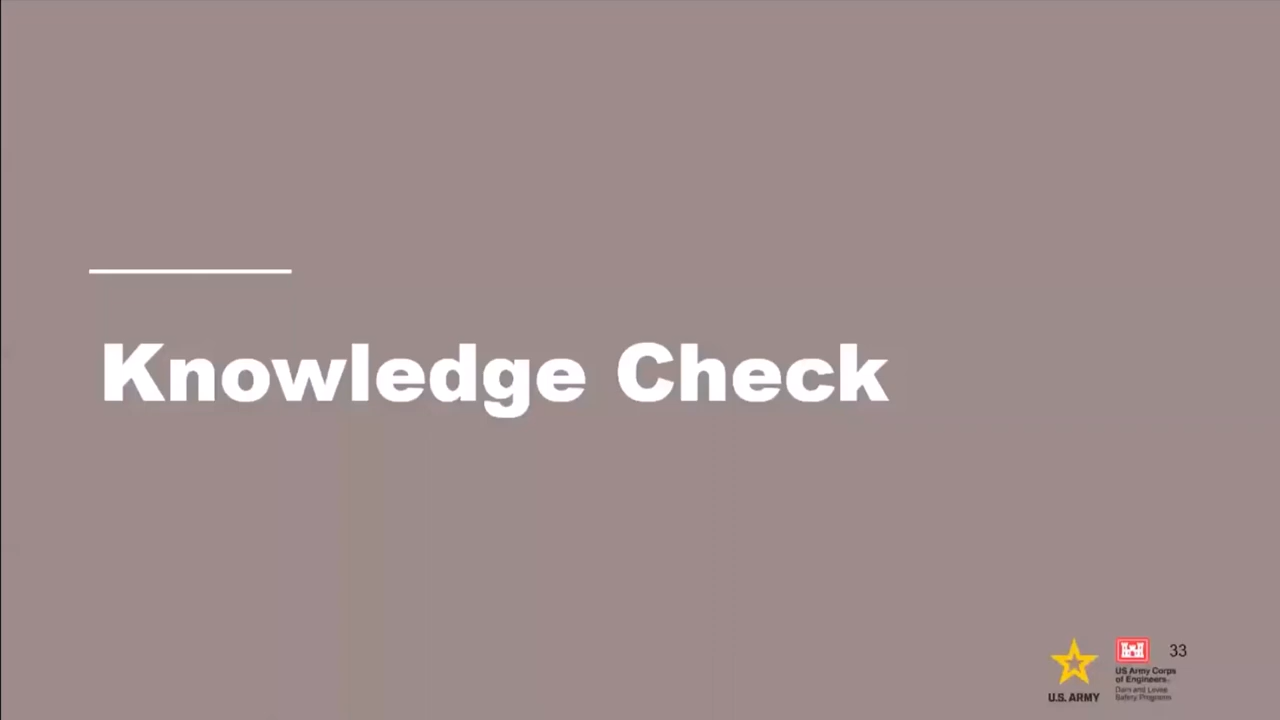 Knowledge Check
33
U.S. ARMY
US Army Corps
of Engineers.
Dam and Levee
Safety Programs